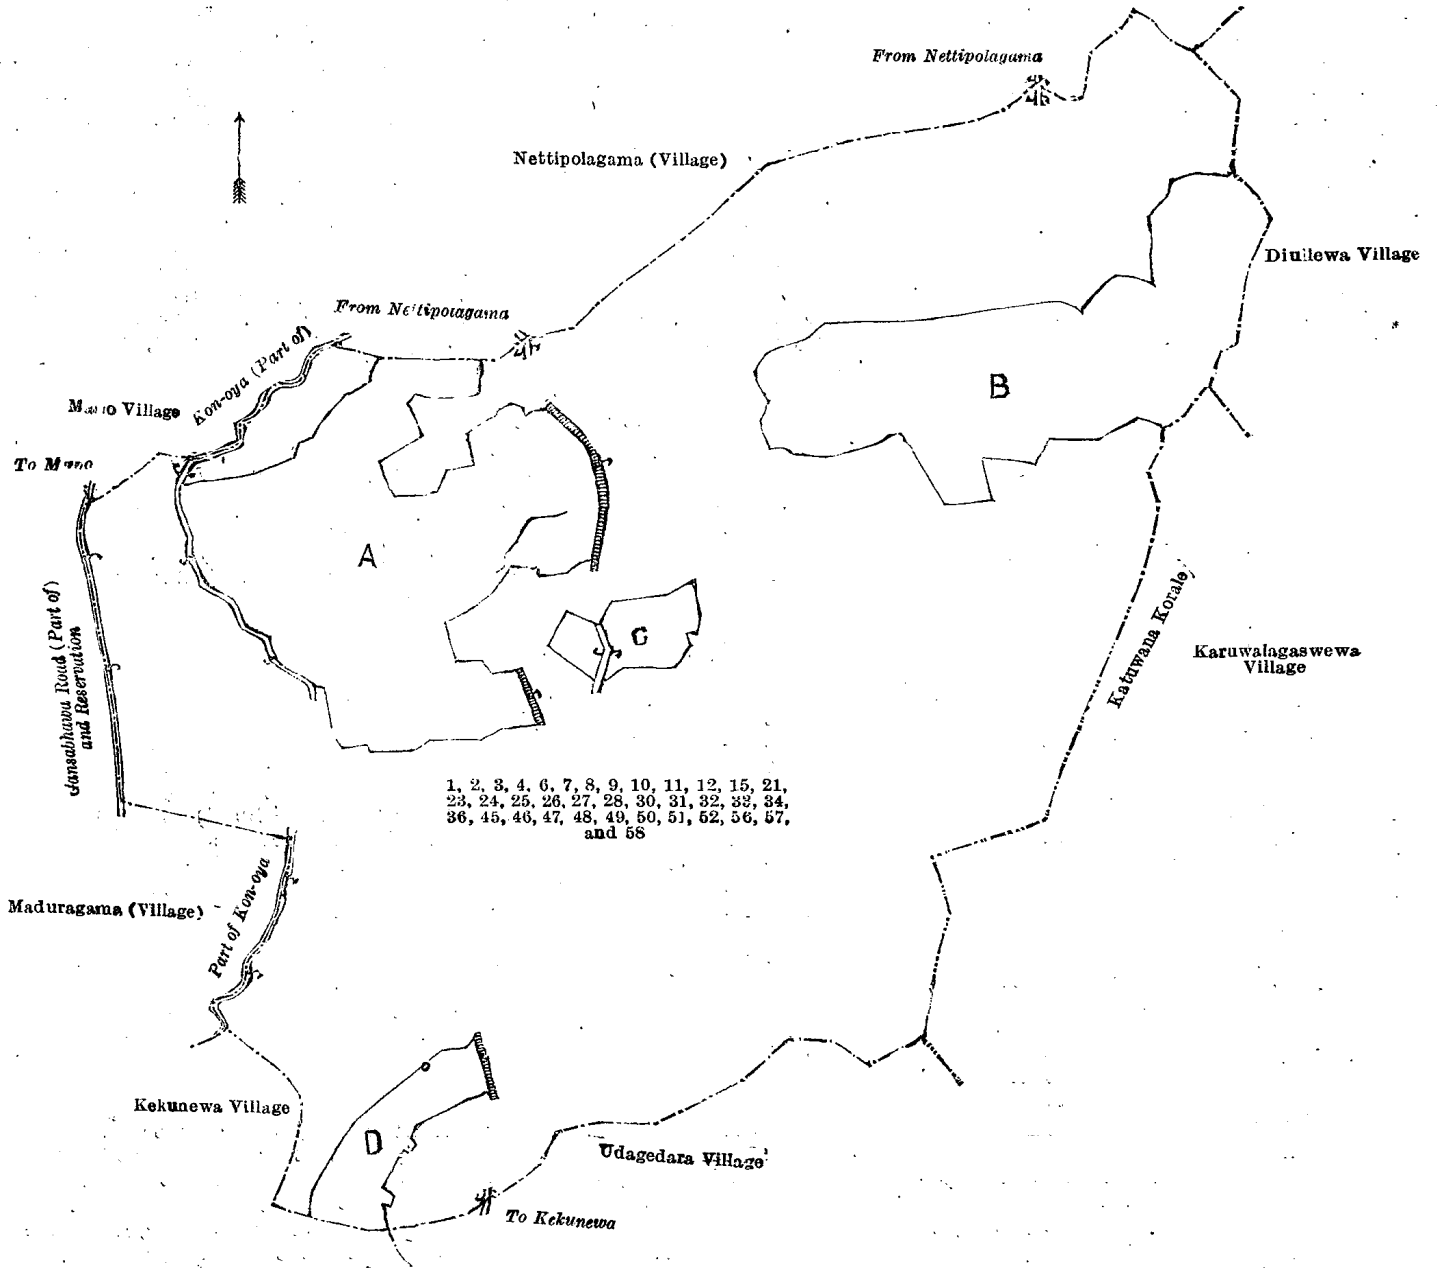 From Nettipolagama
Nettipolagama (Village)
Diullewa Village
From Nettipolagama
Kon-oya (Part of)
Village
To
A
B
C
D
Jansabhawa Road (Part of)
and Reservation
Katuwana Korale
Karuwalagaswewa
Village
1, 2, 3, 4, 6, 7, 8, 9, 10, 11, 12, 15, 21,
23, 24, 25, 26, 27, 28, 30, 31, 32, 33, 34,
36, 45, 46, 47, 48, 49, 50, 51, 52, 56, 57,
and 58
Maduragama (Village)
Part of Kon-oya
Kekunewa Village
Udagedara Village
To Kekunewa